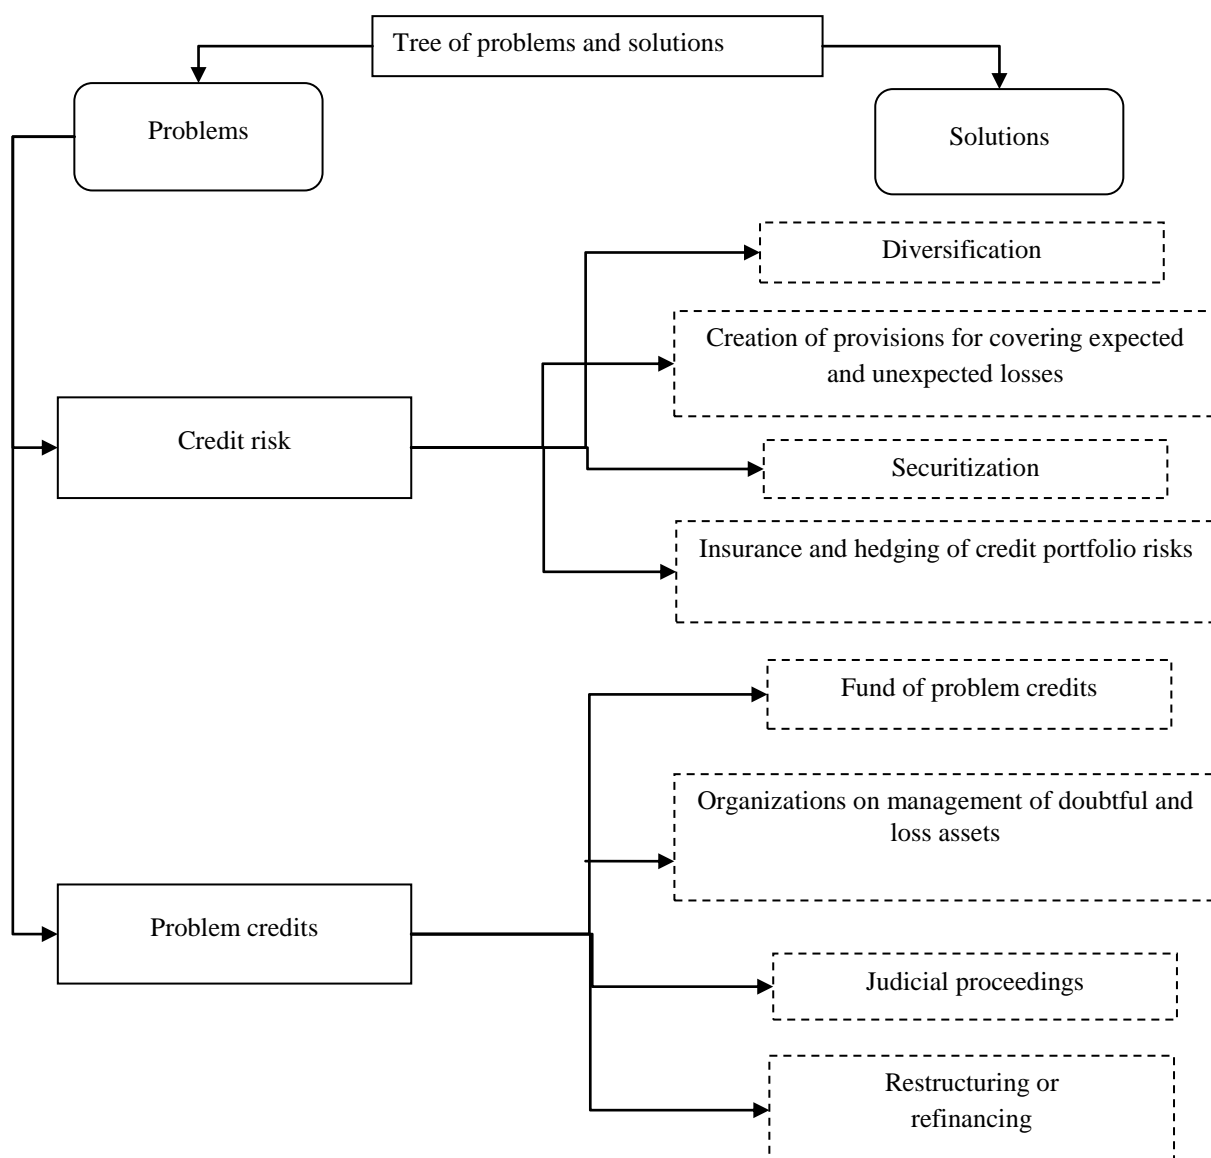 Tree of problems and solutions
Problems
Solutions
Diversification
Creation of provisions for covering expected
and unexpected losses
Credit risk
Securitization
Insurance and hedging of credit portfolio risks
Fund of problem credits
Organizations on management of doubtful and
loss assets
Problem credits
Judicial proceedings
Restructuring or
refinancing